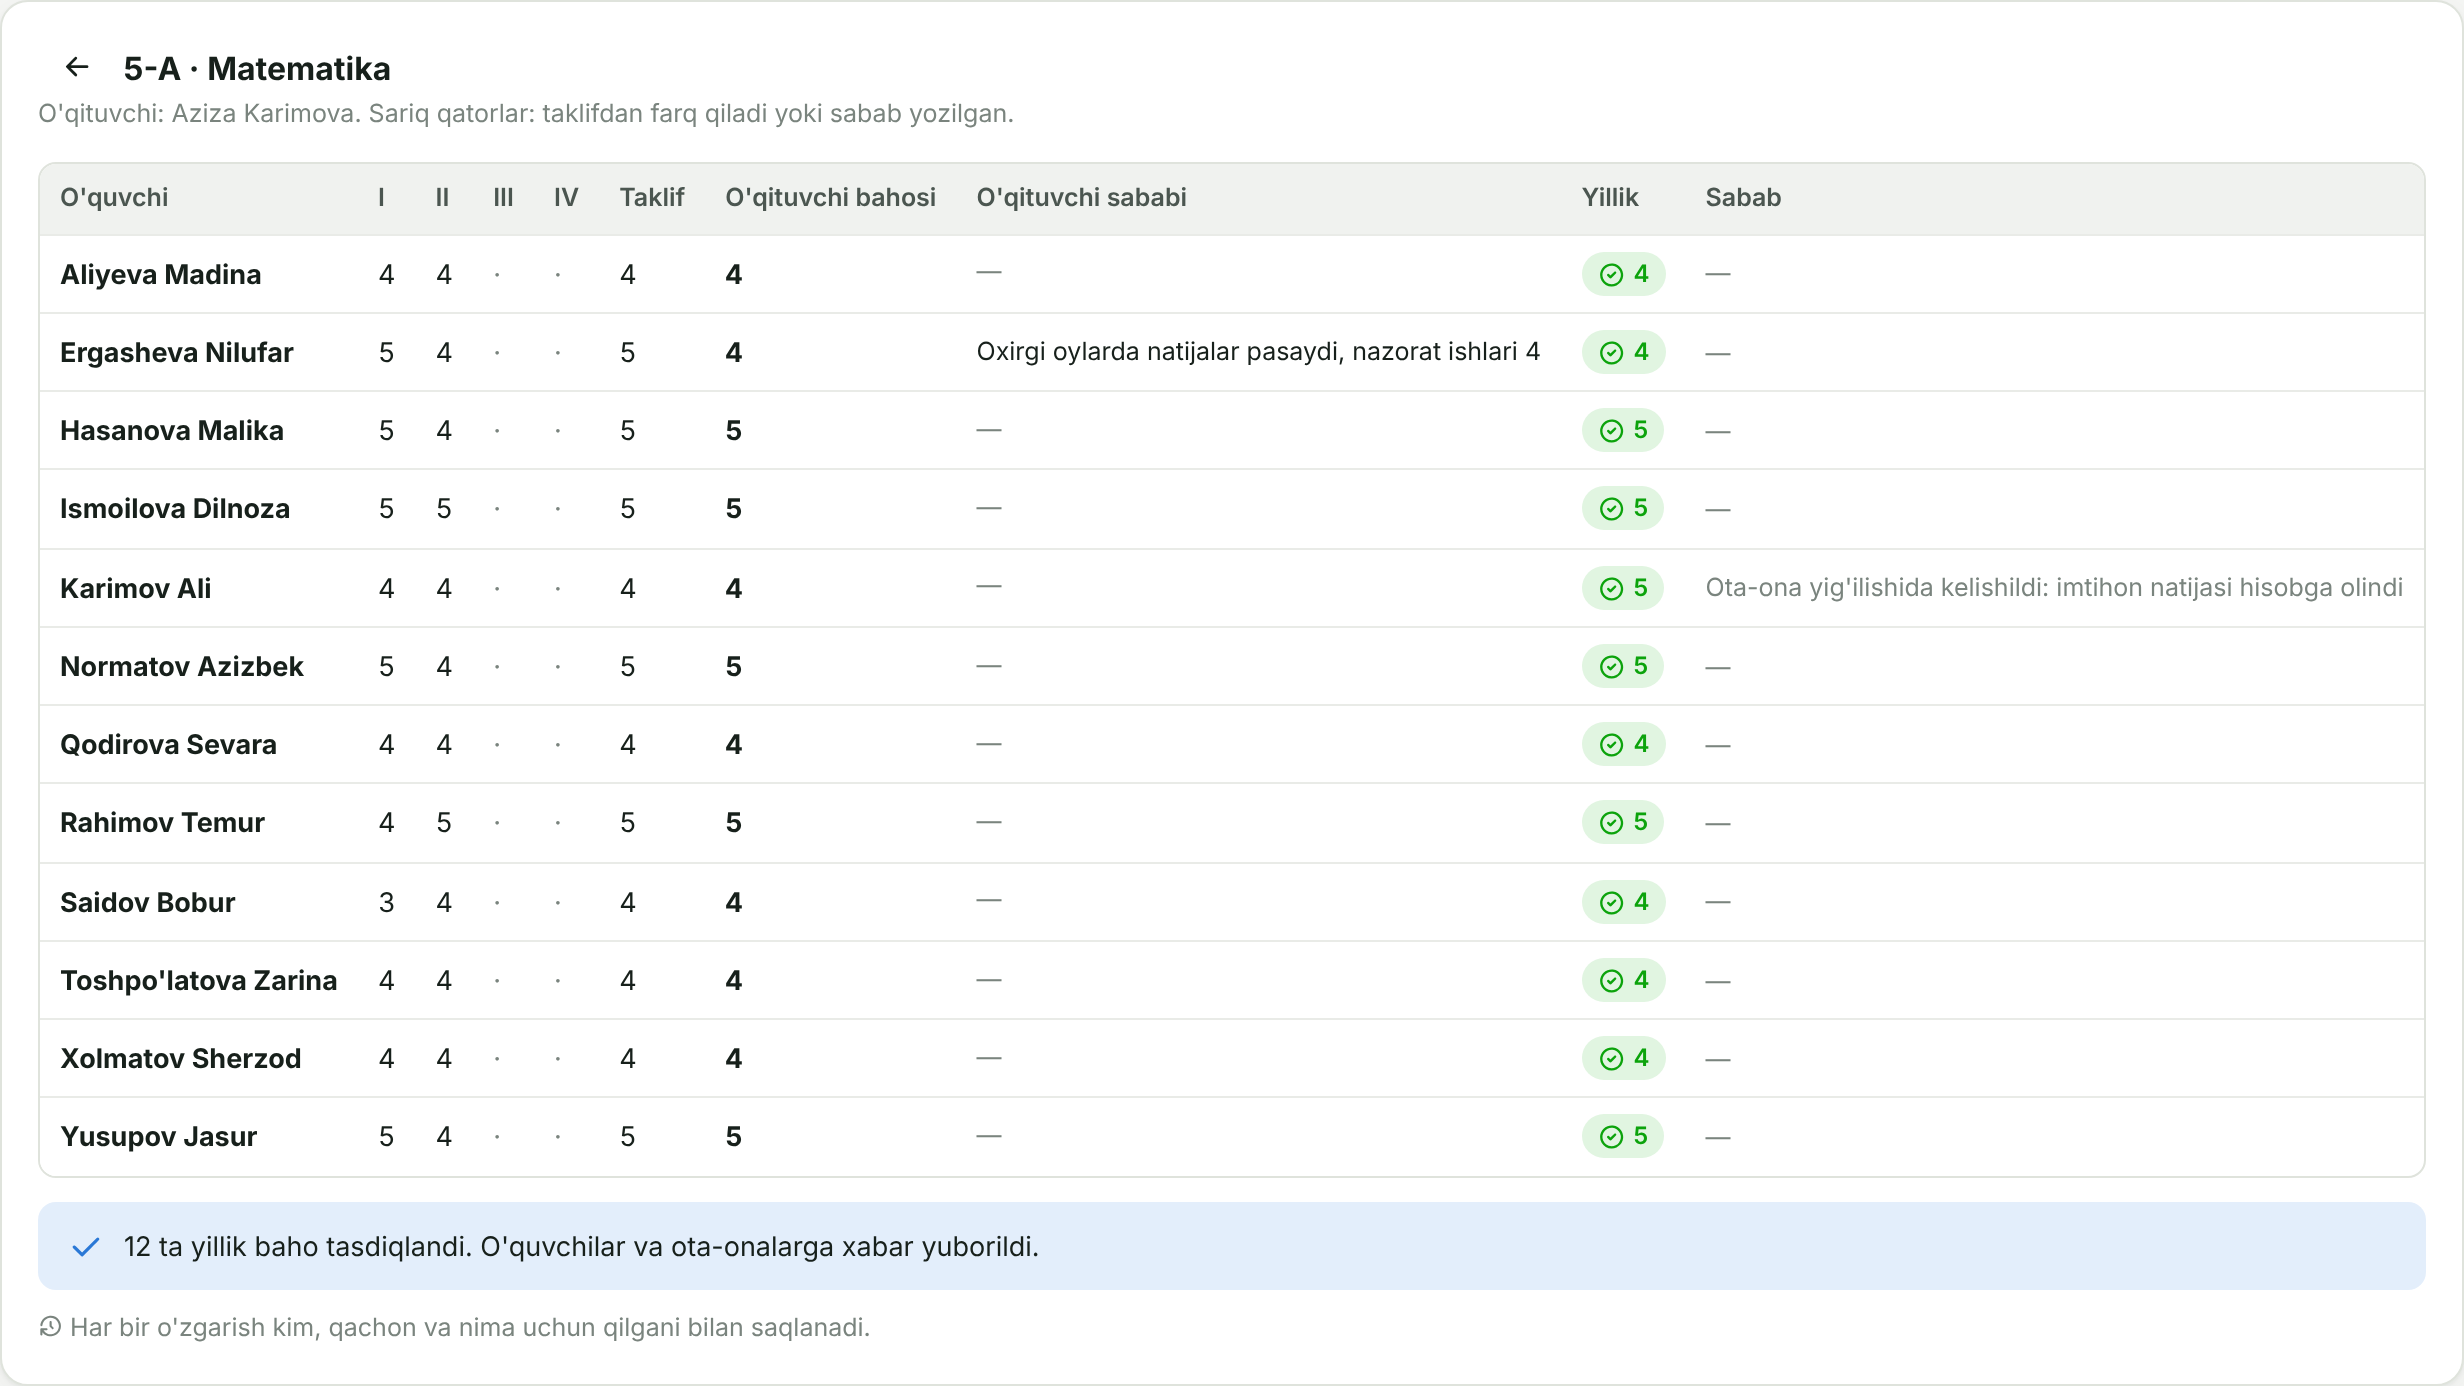 ← 5-A · Matematika
O'qituvchi: Aziza Karimova. Sariq qatorlar: taklifdan farq qiladi yoki sabab yozilgan.
O'quvchi I II III IV Taklif O'qituvchi bahosi O'qituvchi sababi Yillik Sabab
Aliyeva Madina 4 4 · · 4 4 — 4 —
Ergasheva Nilufar 5 4 · · 5 4 Oxirgi oylarda natijalar pasaydi, nazorat ishlari 4 4 —
Hasanova Malika 5 4 · · 5 5 — 5 —
Ismoilova Dilnoza 5 5 · · 5 5 — 5 —
Karimov Ali 4 4 · · 4 4 — 5 Ota-ona yig'ilishida kelishildi: imtihon natijasi hisobga olindi
Normatov Azizbek 5 4 · · 5 5 — 5 —
Qodirova Sevara 4 4 · · 4 4 — 4 —
Rahimov Temur 4 5 · · 5 5 — 5 —
Saidov Bobur 3 4 · · 4 4 — 4 —
Toshpo'latova Zarina 4 4 · · 4 4 — 4 —
Xolmatov Sherzod 4 4 · · 4 4 — 4 —
Yusupov Jasur 5 4 · · 5 5 — 5 —
12 ta yillik baho tasdiqlandi. O'quvchilar va ota-onalarga xabar yuborildi.
Har bir o'zgarish kim, qachon va nima uchun qilgani bilan saqlanadi.